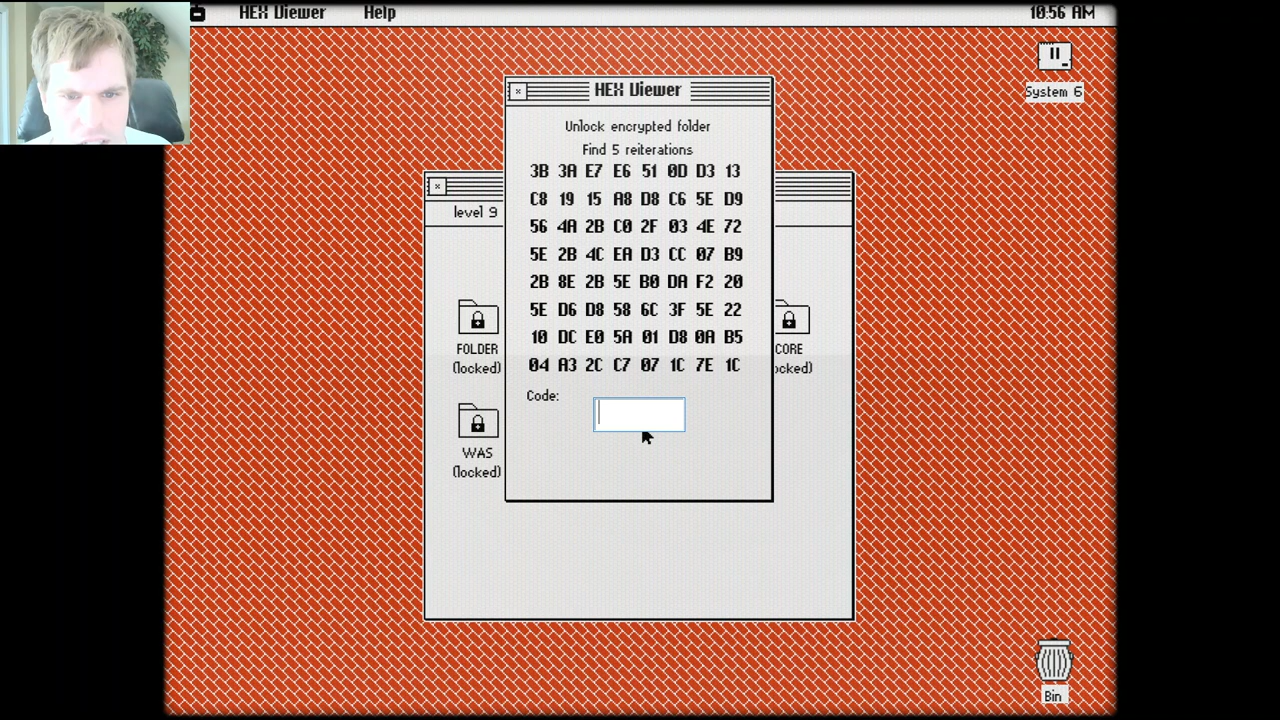 HEX Viewer Help 10:56 AM
System 6
HEX Viewer
Unlock encrypted folder
Find 5 reiterations
3B 3A E7 E6 51 0D D3 13
C8 19 15 A8 D8 C6 5E D9
56 4A 2B C0 2F 03 4E 72
5E 2B 4C EA D3 CC 07 B9
2B 8E 2B 5E B0 DA F2 20
5E D6 D8 58 6C 3F 5E 22
10 DC E0 5A 01 D8 0A B5
04 A3 2C C7 07 1C 7E 1C
Code:
level 9
FOLDER
(locked)
CORE
ocked)
WAS
(locked)
Bin